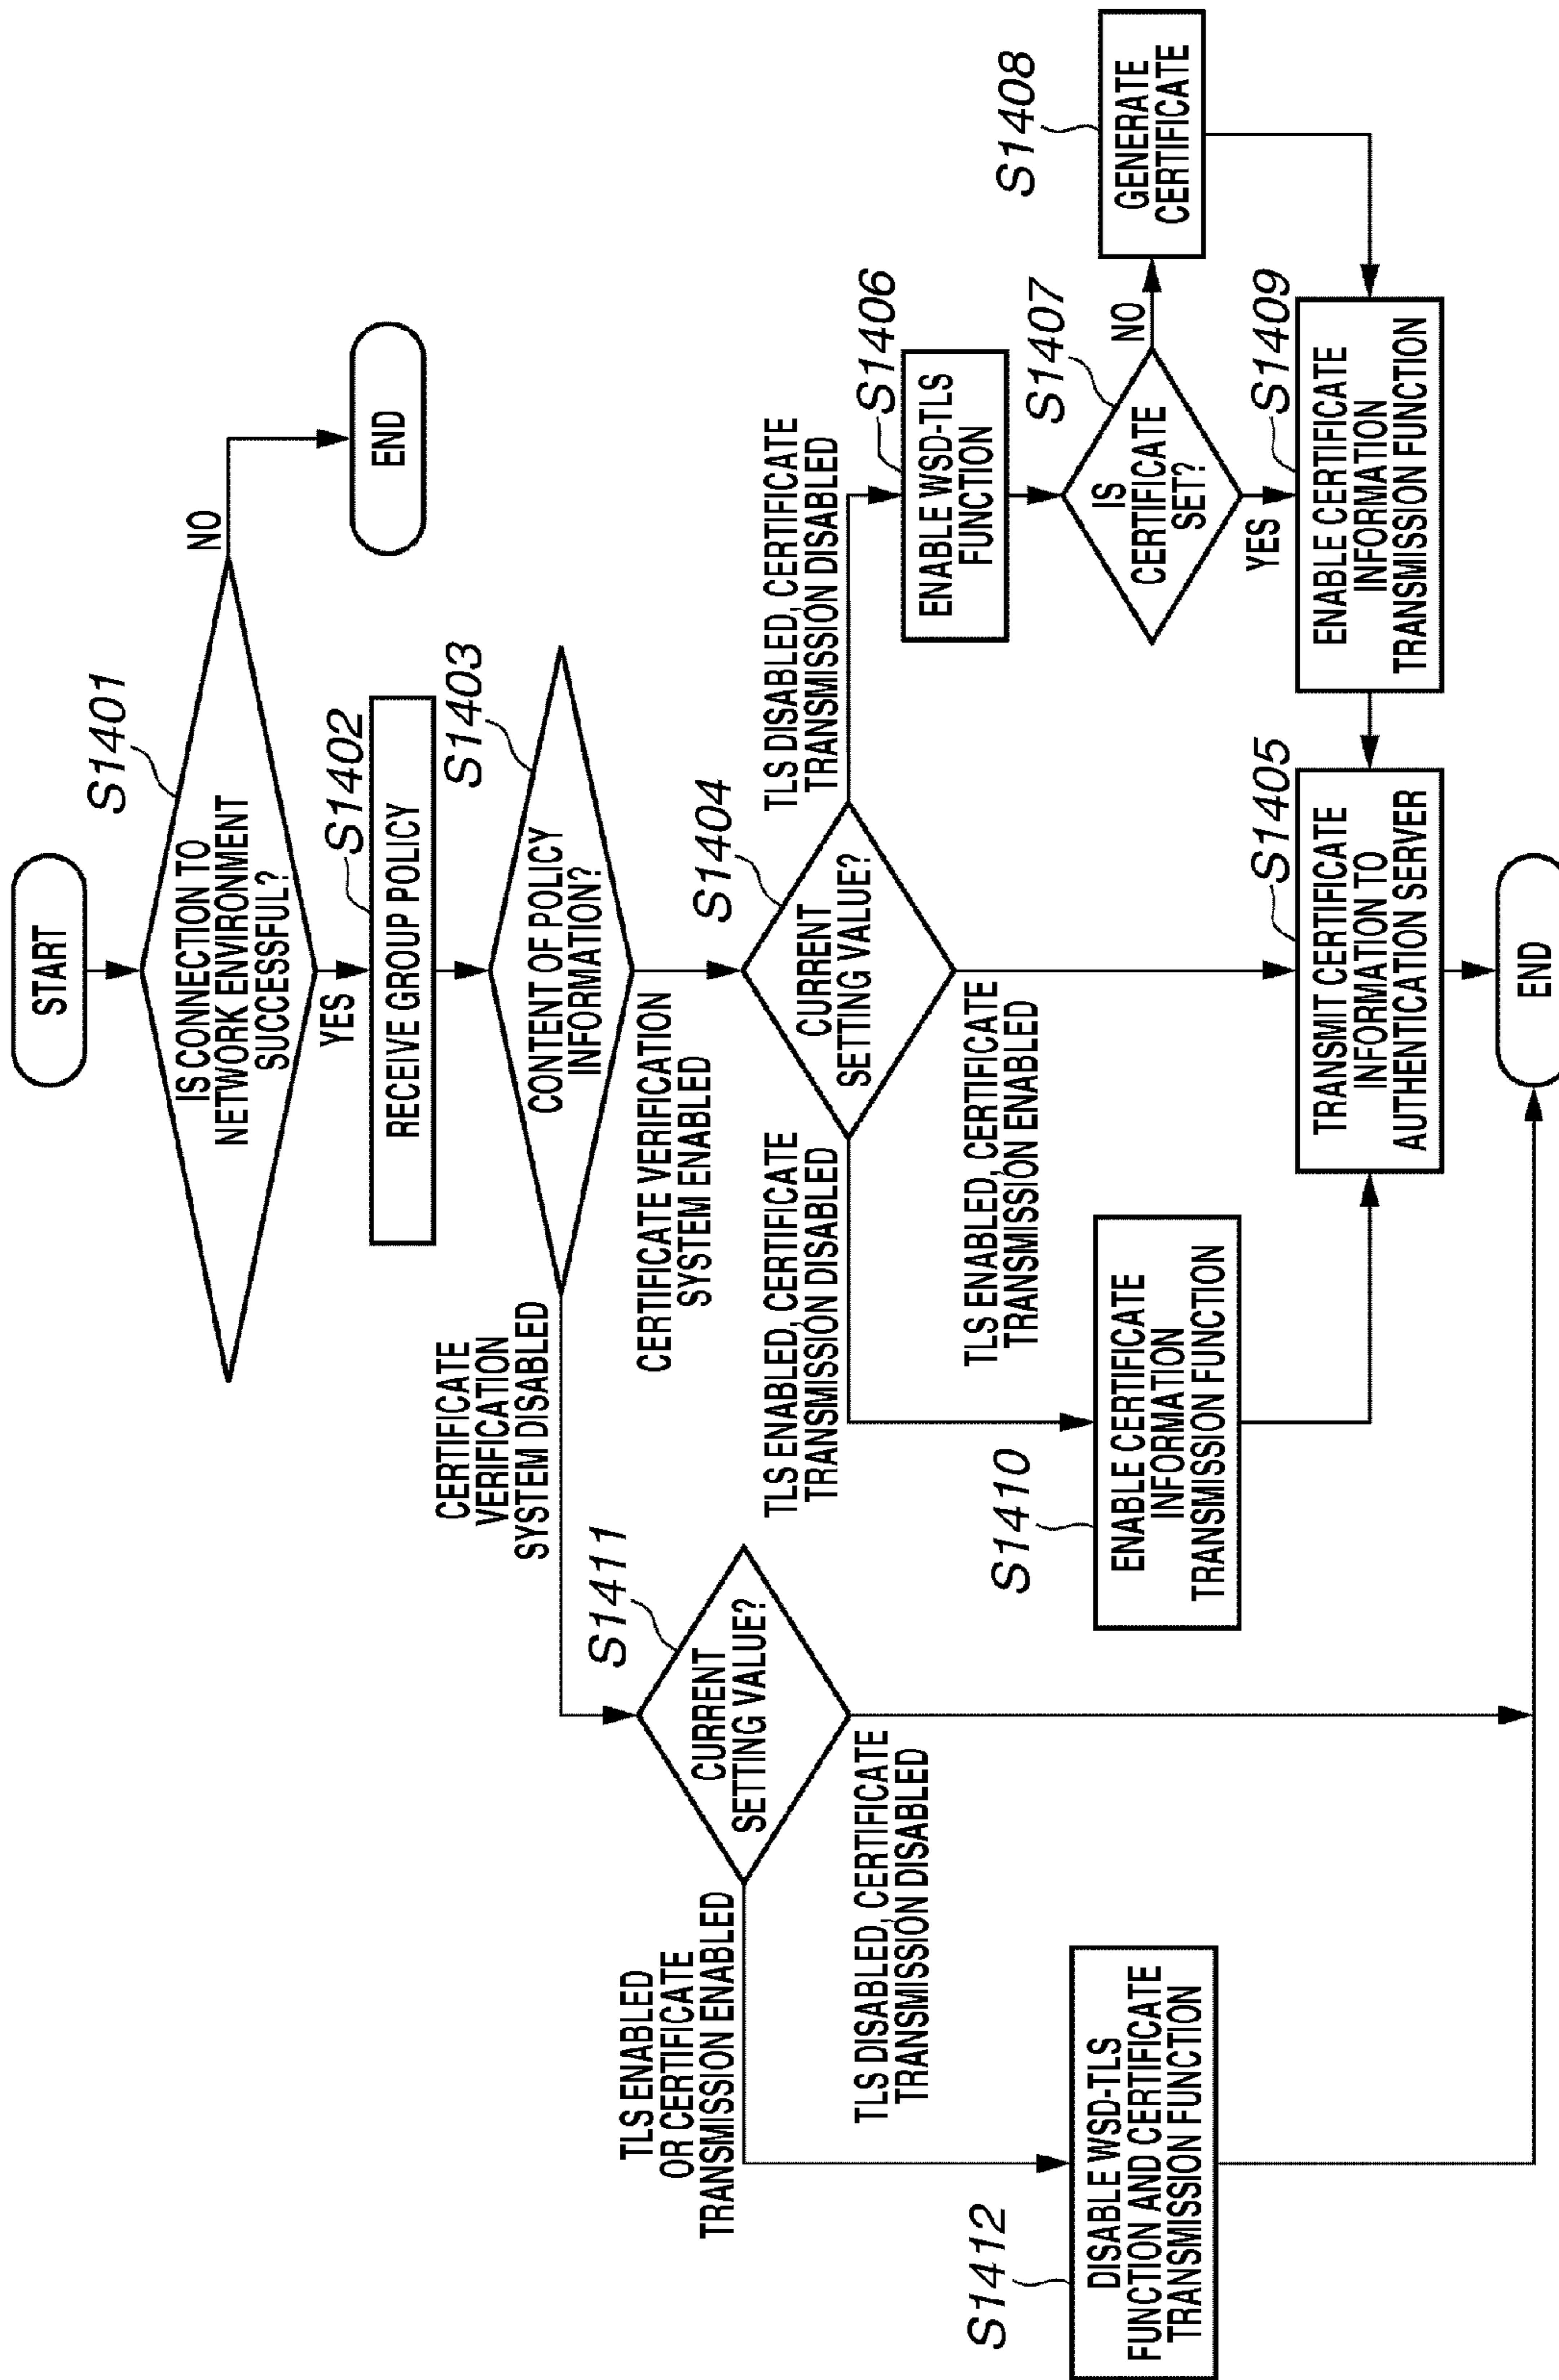 START
S1401
IS CONNECTION TO
NETWORK ENVIRONMENT
SUCCESSFUL?
NO
END
YES
S1402
RECEIVE GROUP POLICY
S1403
CONTENT OF POLICY
INFORMATION?
CERTIFICATE
VERIFICATION
SYSTEM DISABLED
CERTIFICATE VERIFICATION
SYSTEM ENABLED
S1404
CURRENT
SETTING VALUE?
TLS DISABLED, CERTIFICATE
TRANSMISSION DISABLED
TLS ENABLED, CERTIFICATE
TRANSMISSION DISABLED
TLS ENABLED, CERTIFICATE
TRANSMISSION ENABLED
S1406
ENABLE WSD-TLS
FUNCTION
S1407
IS
CERTIFICATE
SET?
NO
YES
S1408
GENERATE
CERTIFICATE
S1409
ENABLE CERTIFICATE
INFORMATION
TRANSMISSION FUNCTION
S1405
TRANSMIT CERTIFICATE
INFORMATION TO
AUTHENTICATION SERVER
S1410
ENABLE CERTIFICATE
INFORMATION
TRANSMISSION FUNCTION
S1411
CURRENT
SETTING VALUE?
TLS ENABLED
OR CERTIFICATE
TRANSMISSION ENABLED
TLS DISABLED, CERTIFICATE
TRANSMISSION DISABLED
S1412
DISABLE WSD-TLS
FUNCTION AND CERTIFICATE
TRANSMISSION FUNCTION
END